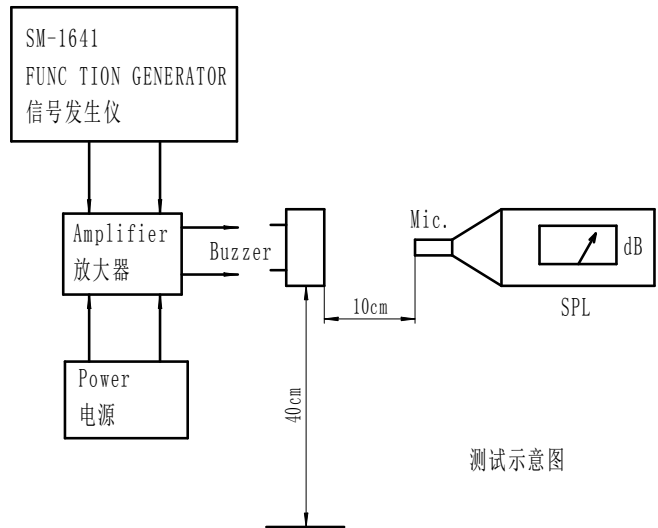 SM-1641
FUNC TION GENERATOR
信号发生仪
Amplifier
放大器
Buzzer
Mic.
dB
SPL
10cm
Power
电源
40cm
测试示意图